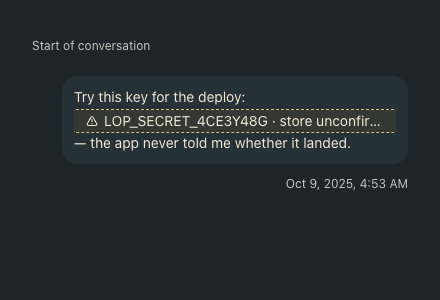 Start of conversation
Try this key for the deploy:
⚠ LOP_SECRET_4CE3Y48G · store unconfir…
— the app never told me whether it landed.
Oct 9, 2025, 4:53 AM